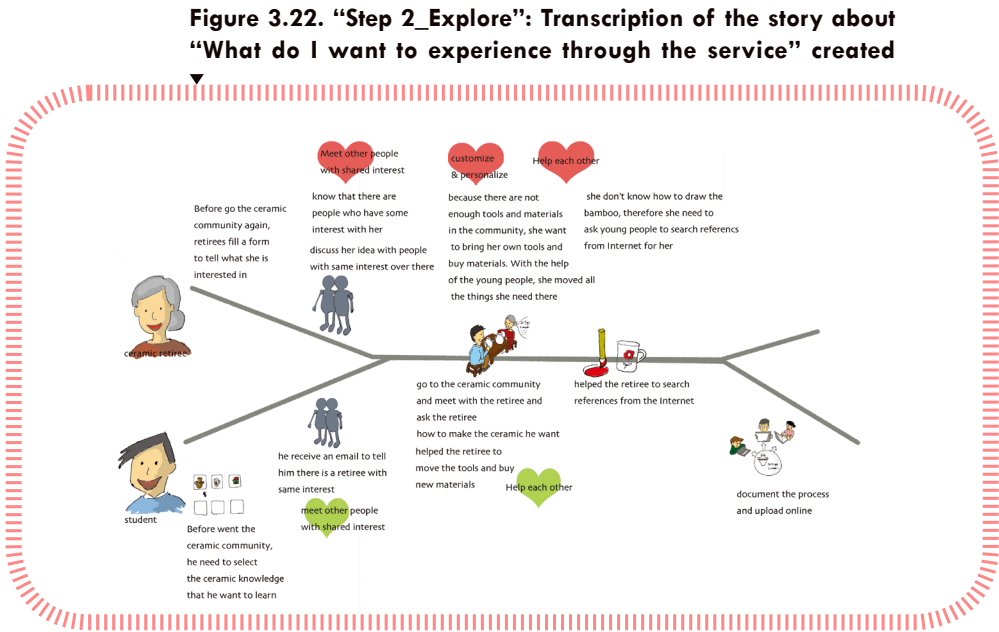 Figure 3.22. “Step 2_Explore”: Transcription of the story about
“What do I want to experience through the service” created
Meet other people
with shared interest
customize
& personalize
Help each other
Before go the ceramic
community again,
retirees fill a form
to tell what she is
interested in
know that there are
people who have some
interest with her
discuss her idea with people
with same interest over there
because there are not
enough tools and materials
in the community, she want
to bring her own tools and
buy materials. With the help
of the young people, she moved all
the things she need there
she don't know how to draw the
bamboo, therefore she need to
ask young people to search referencs
from Internet for her
ceramic retiree
go to the ceramic community
and meet with the retiree and
ask the retiree
how to make the ceramic he want
helped the retiree to
move the tools and buy
new materials
helped the retiree to search
references from the Internet
student
Before went the
ceramic community,
he need to select
the ceramic knowledge
that he want to learn
he receive an email to tell
him there is a retiree with
same interest
meet other people
with shared interest
Help each other
document the process
and upload online